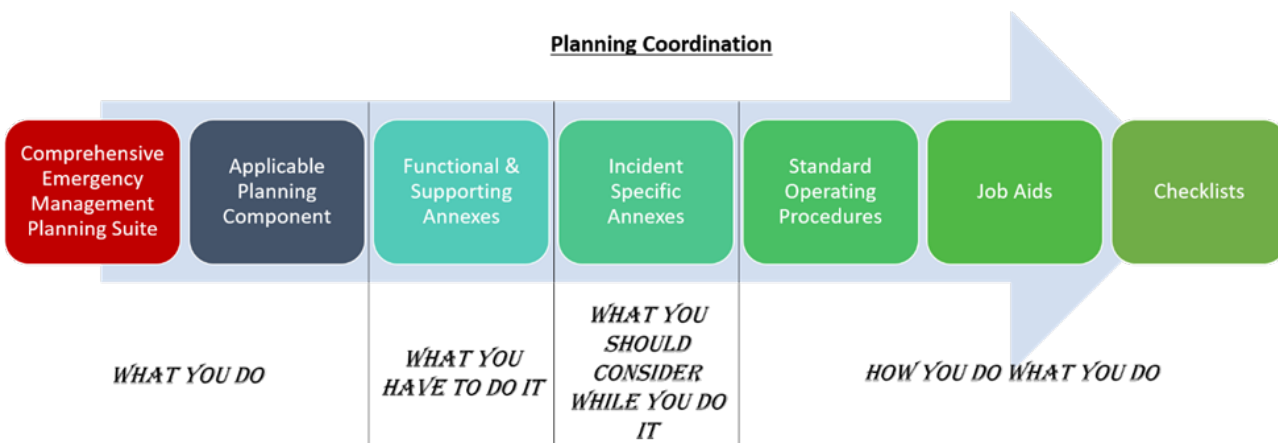 Planning Coordination
Comprehensive
Emergency
Management
Planning Suite
Applicable
Planning
Component
Functional &
Supporting
Annexes
Incident
Specific
Annexes
Standard
Operating
Procedures
Job Aids
Checklists
WHAT YOU DO
WHAT YOU
HAVE TO DO IT
WHAT YOU
SHOULD
CONSIDER
WHILE YOU DO
IT
HOW YOU DO WHAT YOU DO